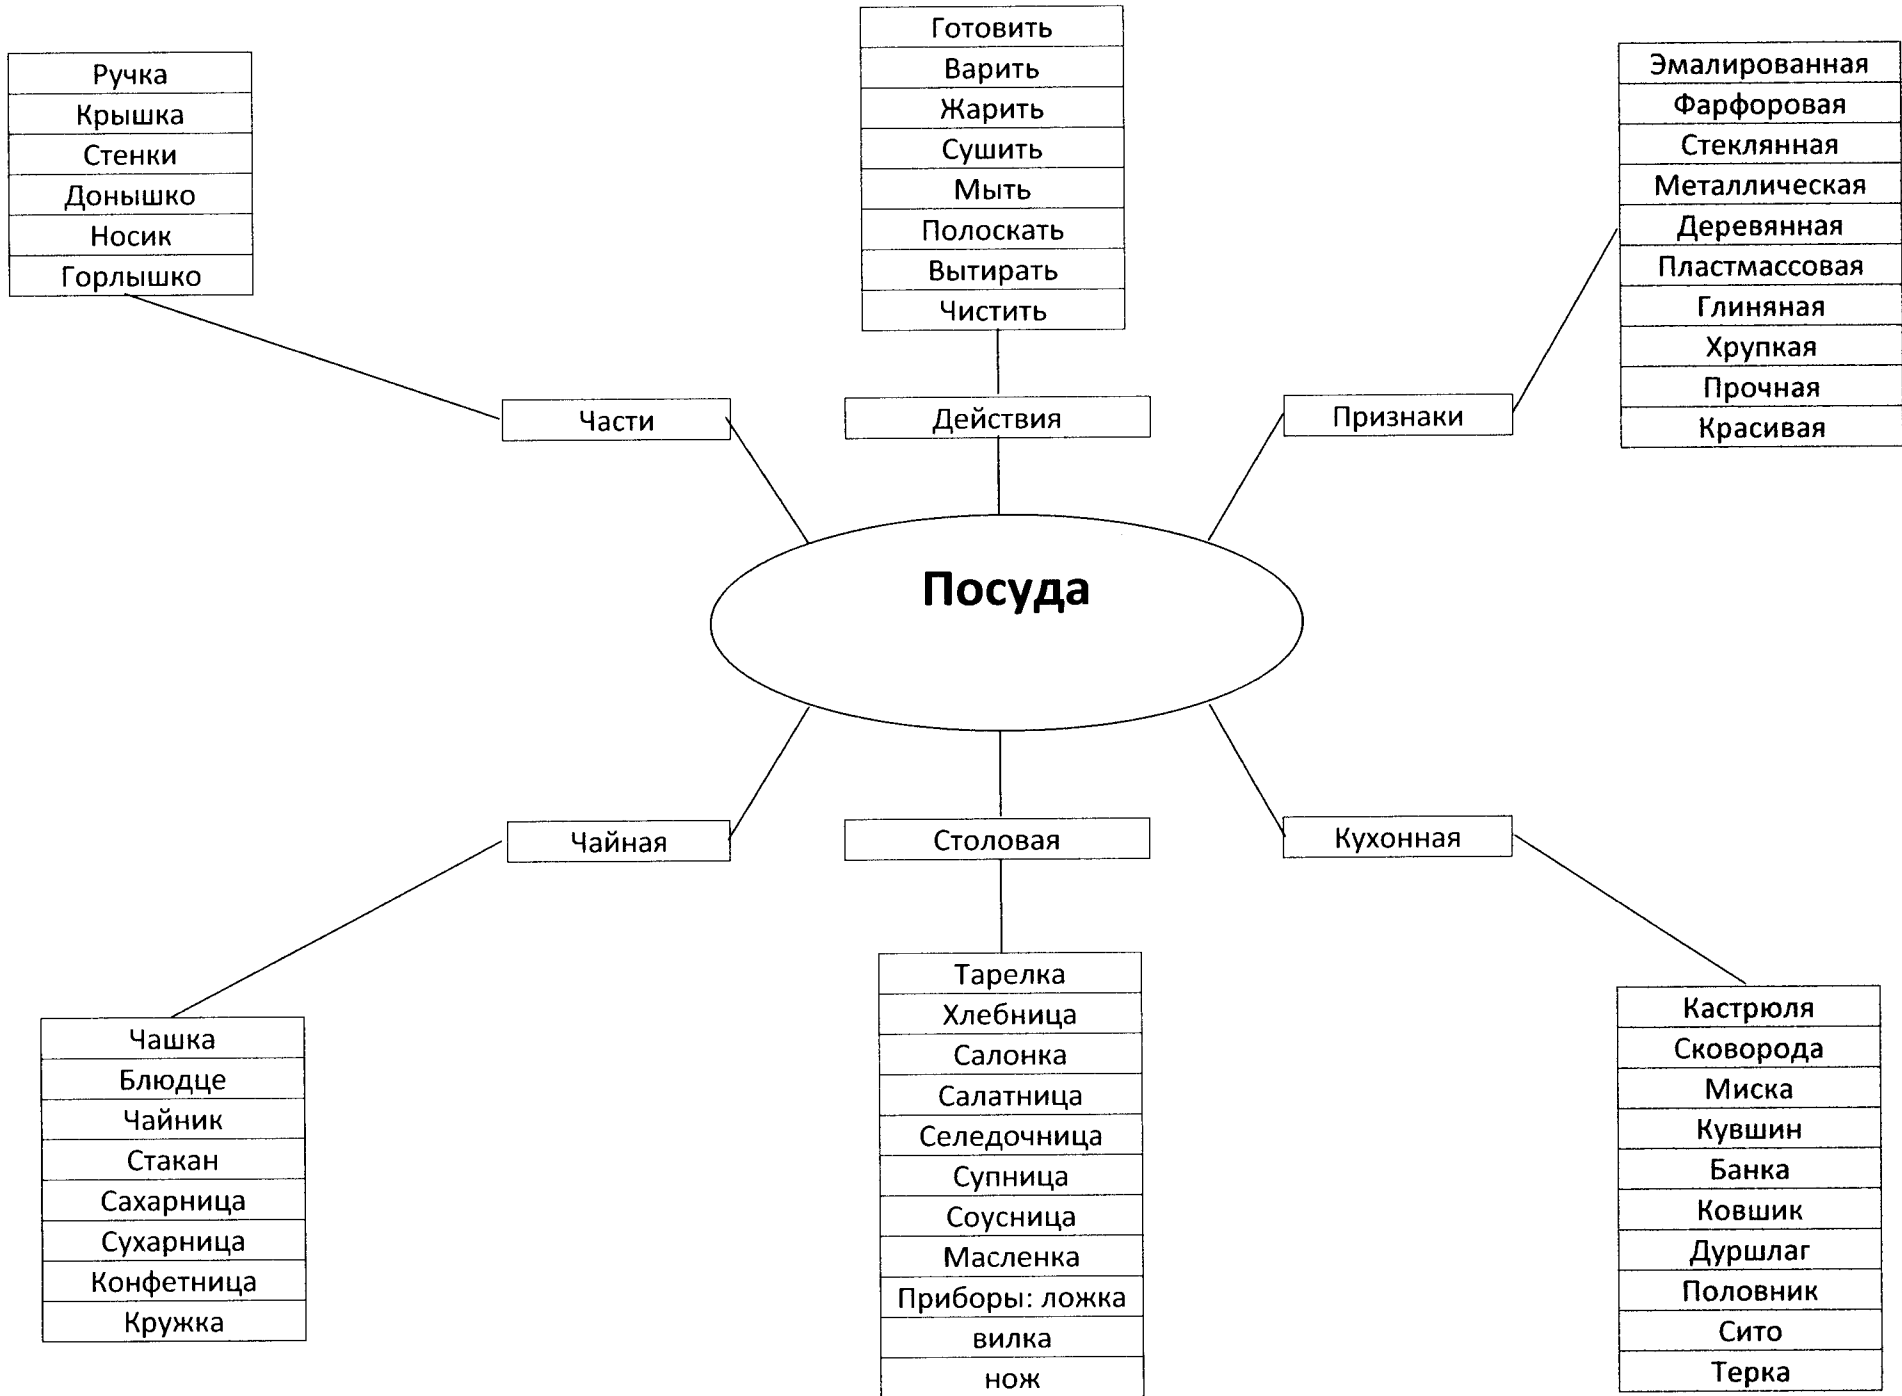 Готовить
Варить
Жарить
Сушить
Мыть
Полоскать
Вытирать
Чистить
Ручка
Крышка
Стенки
Донышко
Носик
Горлышко
Эмалированная
Фарфоровая
Стеклянная
Металлическая
Деревянная
Пластмассовая
Глиняная
Хрупкая
Прочная
Красивая
Части
Действия
Признаки
Посуда
Чайная
Столовая
Кухонная
Чашка
Блюдце
Чайник
Стакан
Сахарница
Сухарница
Конфетница
Кружка
Тарелка
Хлебница
Салонка
Салатница
Селедочница
Супница
Соусница
Масленка
Приборы: ложка
вилка
нож
Кастрюля
Сковорода
Миска
Кувшин
Банка
Ковшик
Дуршлаг
Половник
Сито
Терка